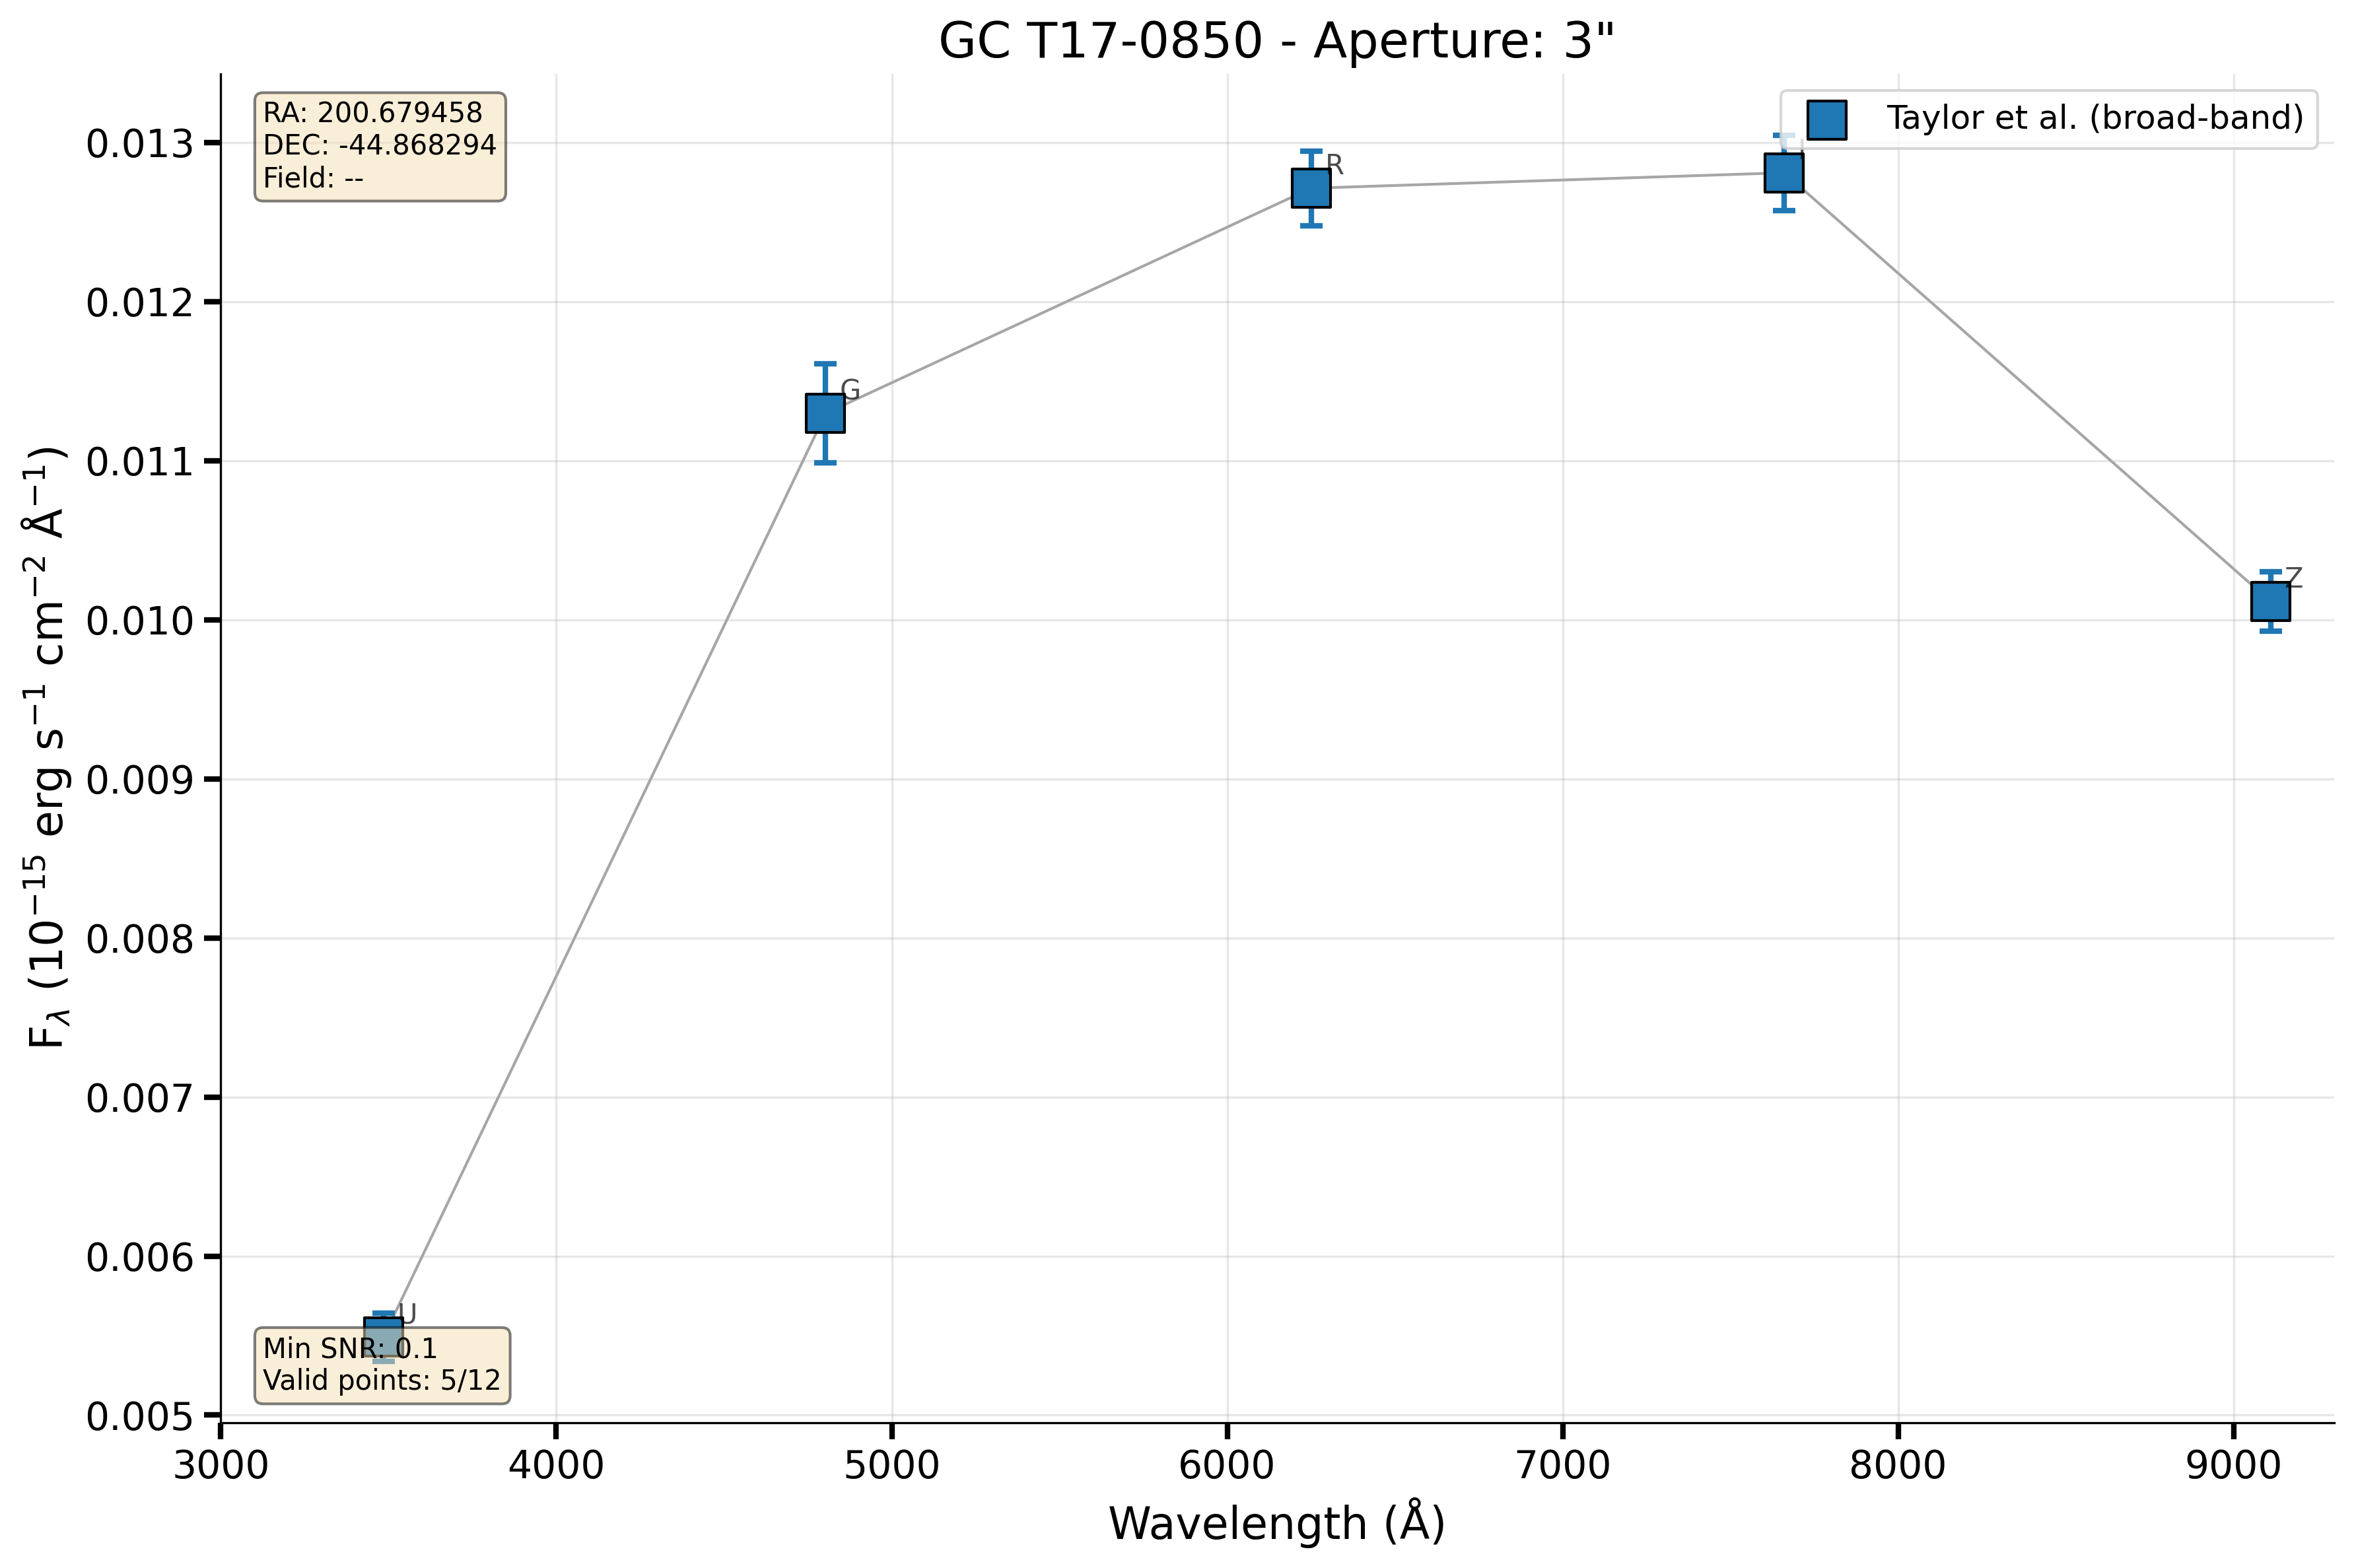 GC T17-0850 - Aperture: 3"
RA: 200.679458
DEC: -44.868294
Field: --
Taylor et al. (broad-band)
R
G
Z
U
Min SNR: 0.1
Valid points: 5/12
F_λ (10⁻¹⁵ erg s⁻¹ cm⁻² Å⁻¹)
0.013
0.012
0.011
0.010
0.009
0.008
0.007
0.006
0.005
3000 4000 5000 6000 7000 8000 9000
Wavelength (Å)